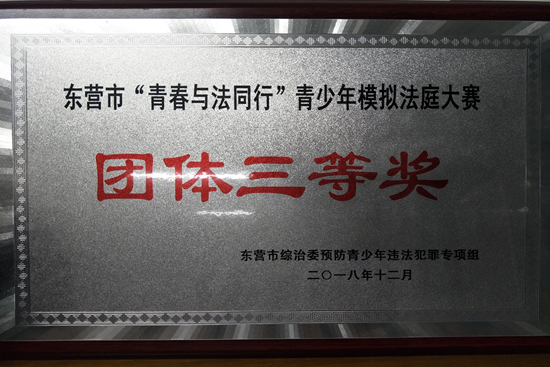 东营市“青春与法同行”青少年模拟法庭大赛
团体三等奖
东营市综治委预防青少年违法犯罪专项组
二〇一八年十二月